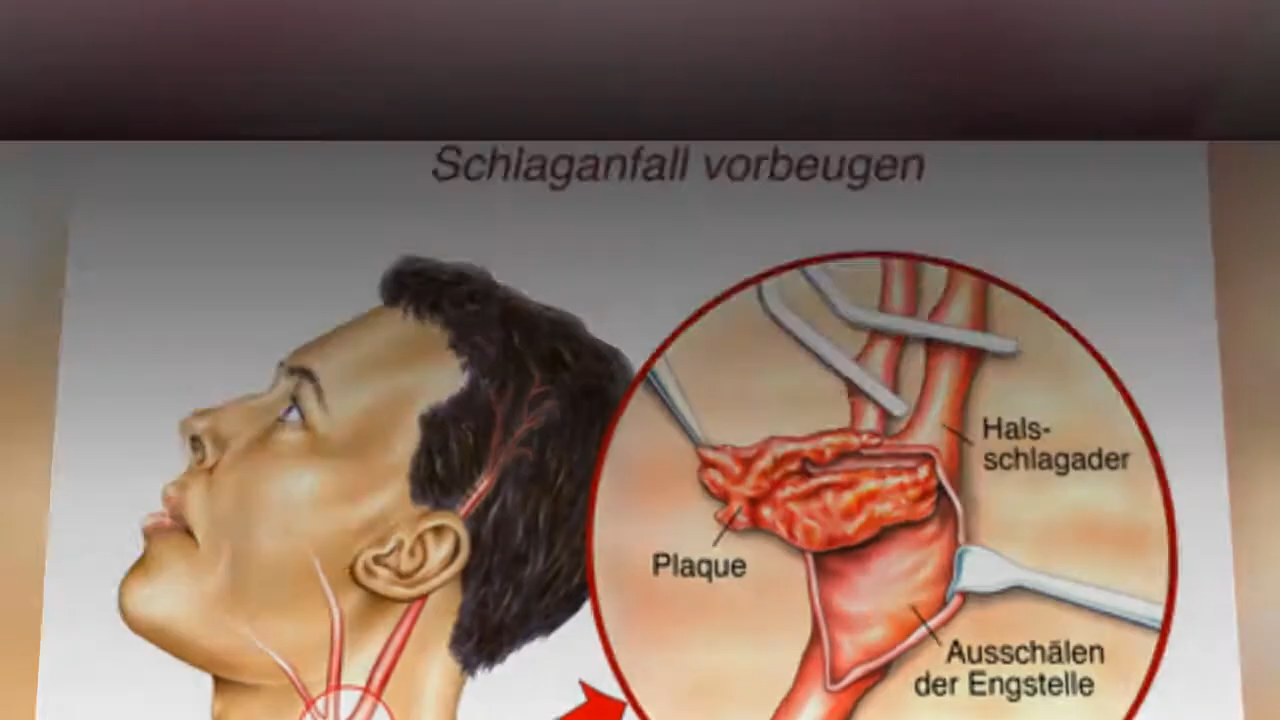 Schlaganfall vorbeugen
Hals-
schlagader
Plaque
Ausschälen
der Engstelle